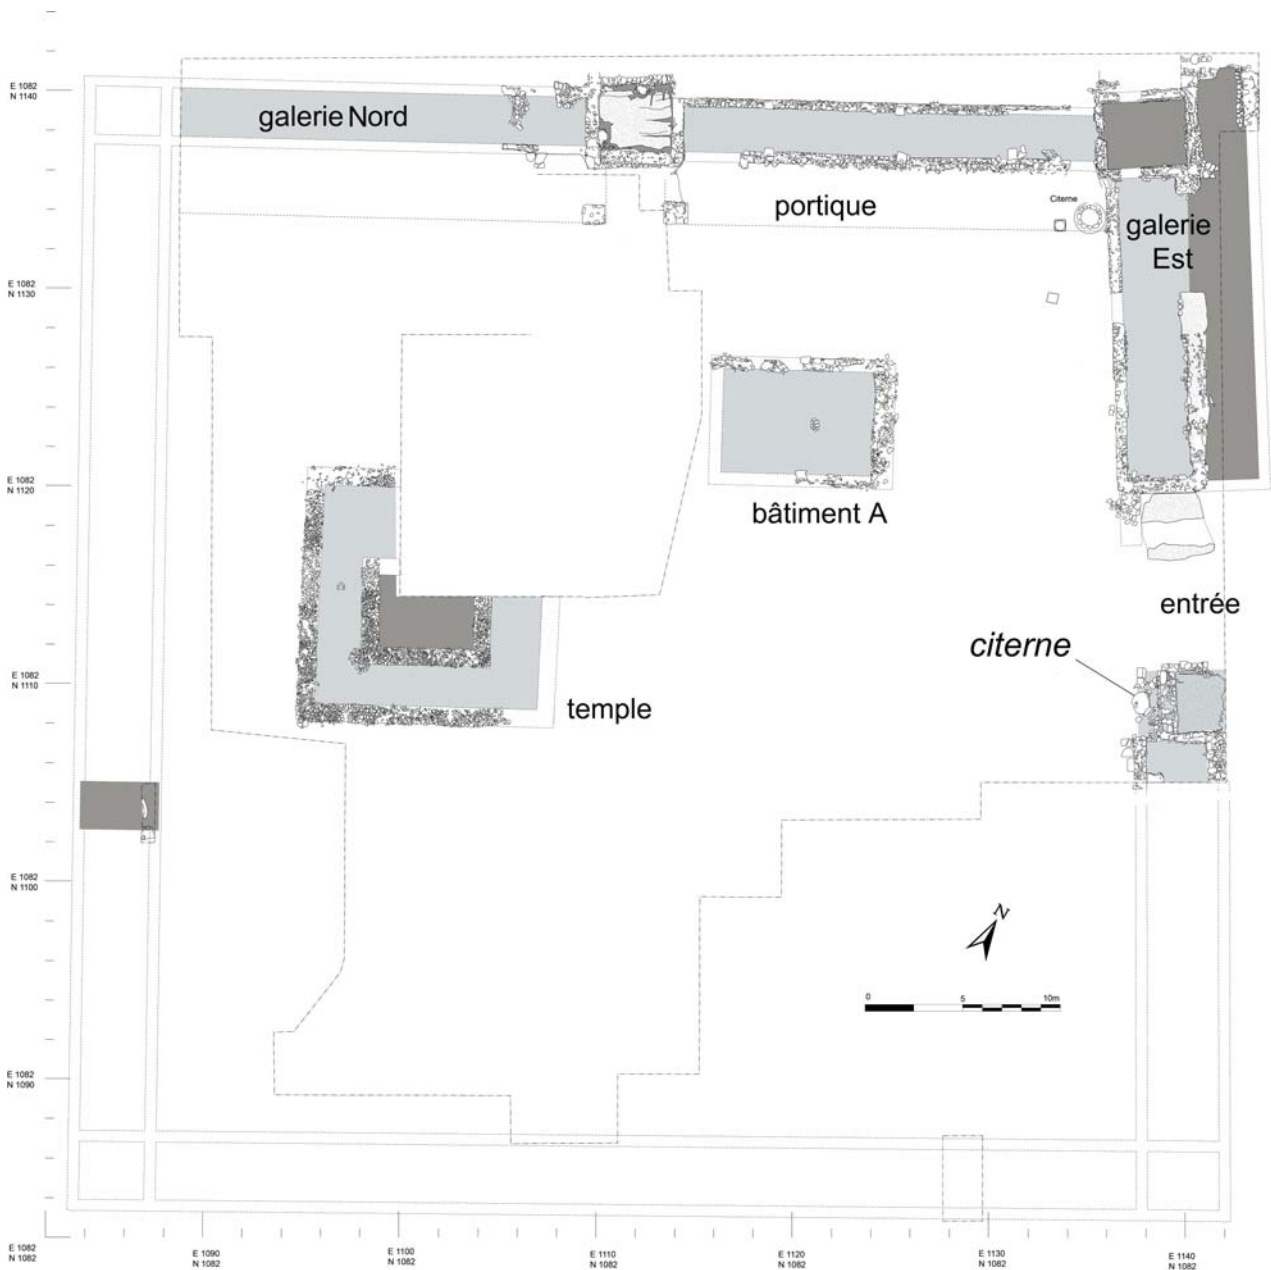 E 1082
N 1140
galerie Nord
portique
Citerne
galerie
Est
E 1082
N 1130
E 1082
N 1120
bâtiment A
entrée
citerne
E 1082
N 1110
temple
E 1082
N 1100
N
0 5 10m
E 1082
N 1090
E 1082
N 1082
E 1090
N 1082
E 1100
N 1082
E 1110
N 1082
E 1120
N 1082
E 1130
N 1082
E 1140
N 1082